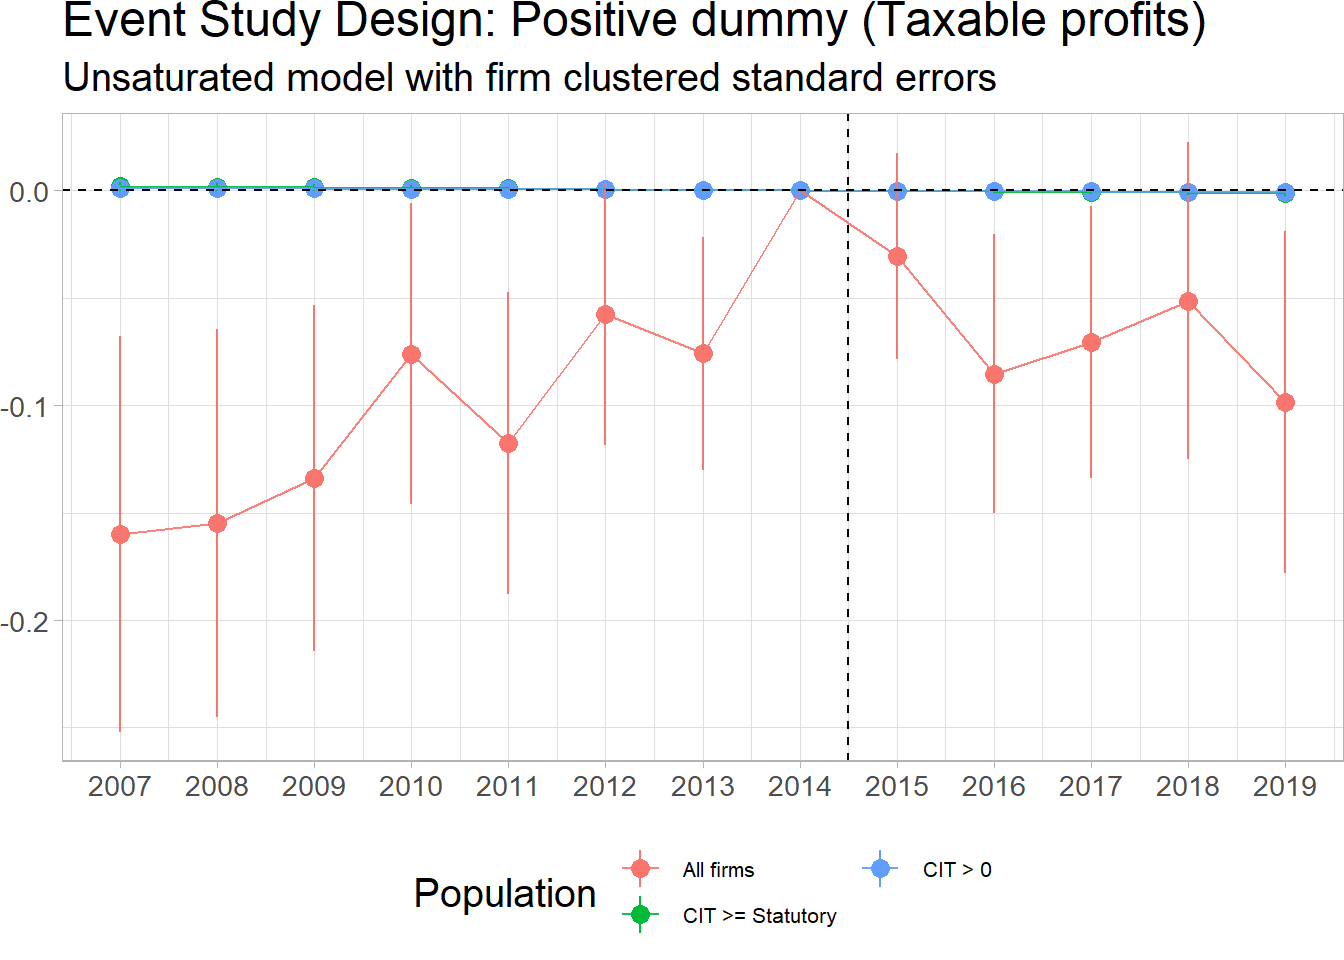 Event Study Design: Positive dummy (Taxable profits)
Unsaturated model with firm clustered standard errors
0.0
-0.1
-0.2
2007 2008 2009 2010 2011 2012 2013 2014 2015 2016 2017 2018 2019
Population
All firms
CIT > 0
CIT >= Statutory